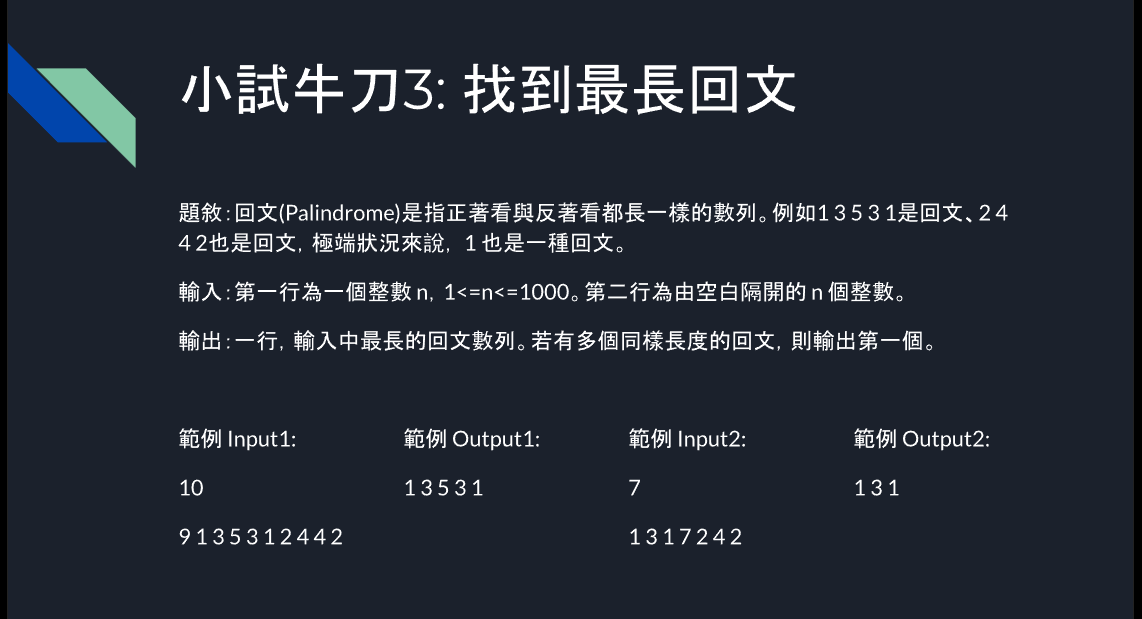 小試牛刀3: 找到最長回文
題敘：回文(Palindrome)是指正著看與反著看都長一樣的數列。例如1 3 5 3 1是回文、2 4
4 2也是回文，極端狀況來說，1 也是一種回文。
輸入：第一行為一個整數 n，1<=n<=1000。第二行為由空白隔開的 n 個整數。
輸出：一行，輸入中最長的回文數列。若有多個同樣長度的回文，則輸出第一個。
範例 Input1: 範例 Output1: 範例 Input2: 範例 Output2:
10 1 3 5 3 1 7 1 3 1
9 1 3 5 3 1 2 4 4 2 1 3 1 7 2 4 2